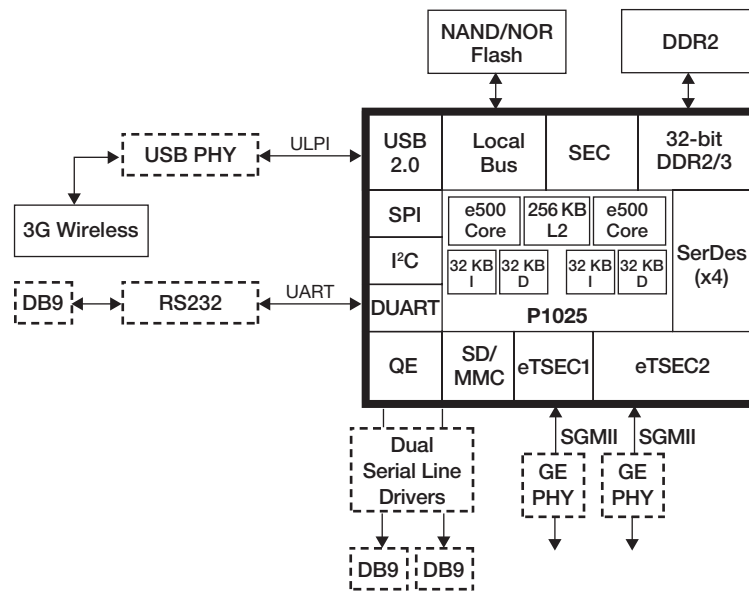 NAND/NOR
Flash
DDR2
USB PHY
ULPI
3G Wireless
DB9
RS232
UART
USB
2.0
Local
Bus
SEC
32-bit
DDR2/3
SPI
I²C
DUART
e500
Core
256 KB
L2
e500
Core
32 KB
I
32 KB
D
32 KB
I
32 KB
D
P1025
SerDes
(x4)
QE
SD/
MMC
eTSEC1
eTSEC2
SGMII
SGMII
Dual
Serial Line
Drivers
GE
PHY
GE
PHY
DB9
DB9